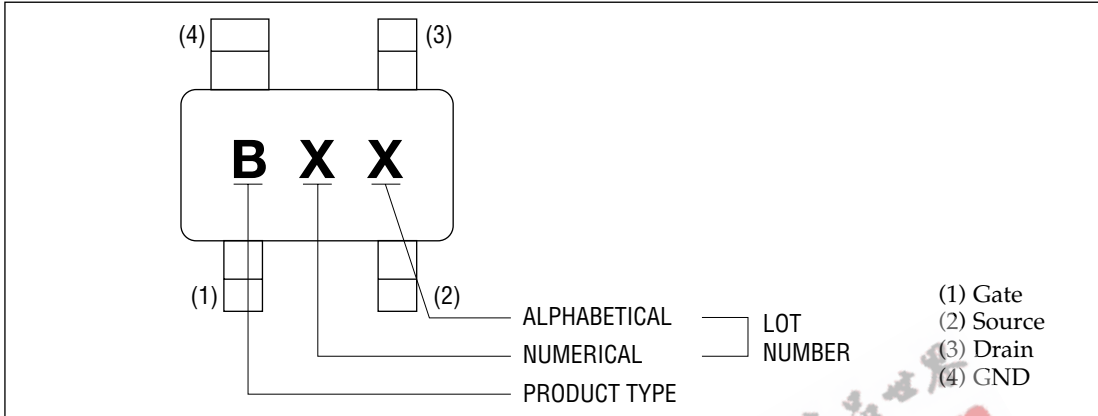 (4) (3)
B X X
(1) (2)
ALPHABETICAL
NUMERICAL
PRODUCT TYPE
LOT
NUMBER
(1) Gate
(2) Source
(3) Drain
(4) GND